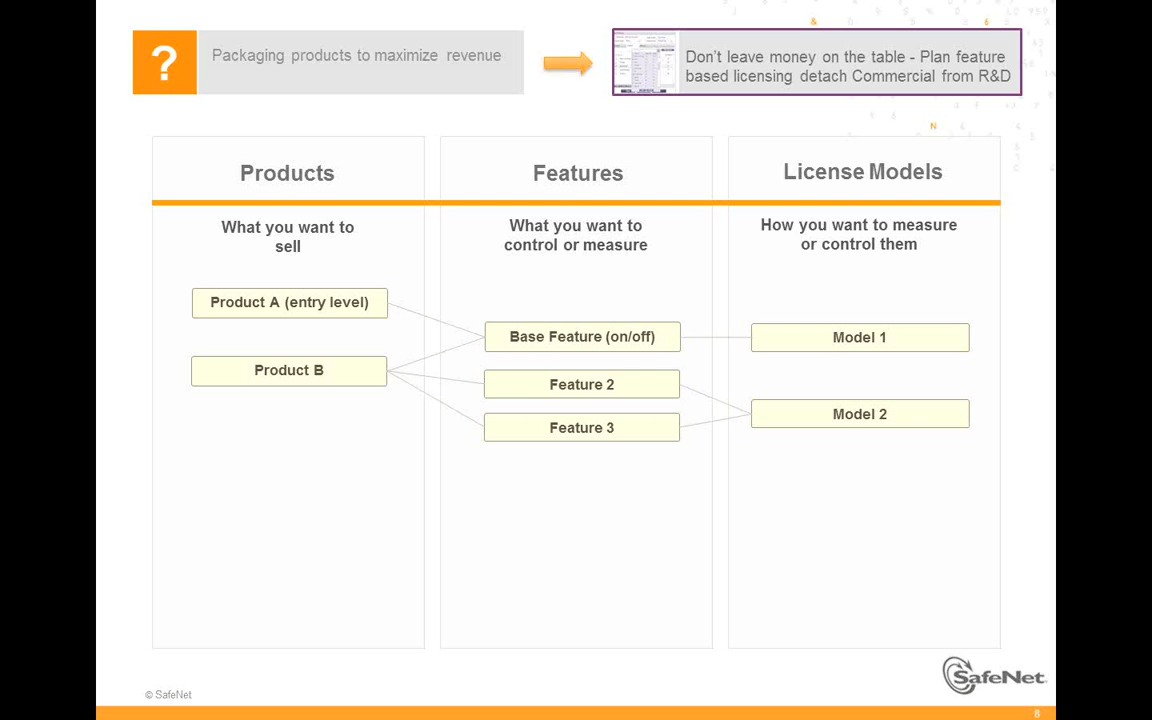 ?
Packaging products to maximize revenue
Don't leave money on the table - Plan feature
based licensing detach Commercial from R&D
Products
Features
License Models
What you want to
sell
What you want to
control or measure
How you want to measure
or control them
Product A (entry level)
Product B
Base Feature (on/off)
Feature 2
Feature 3
Model 1
Model 2
SafeNet
© SafeNet
8